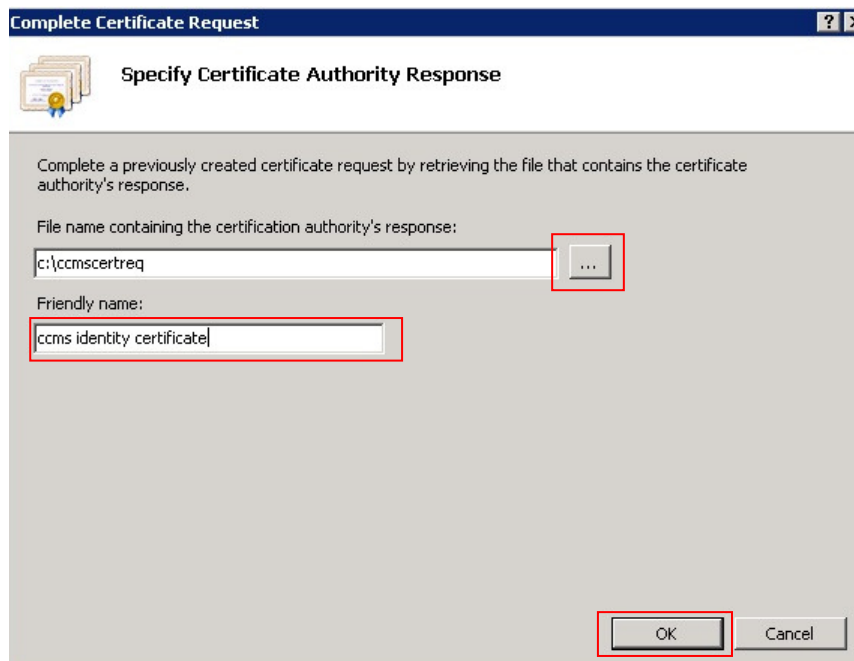 Complete Certificate Request
?
Specify Certificate Authority Response
Complete a previously created certificate request by retrieving the file that contains the certificate
authority's response.
File name containing the certification authority's response:
c:\ccmscertreq
...
Friendly name:
ccms identity certificate
OK
Cancel